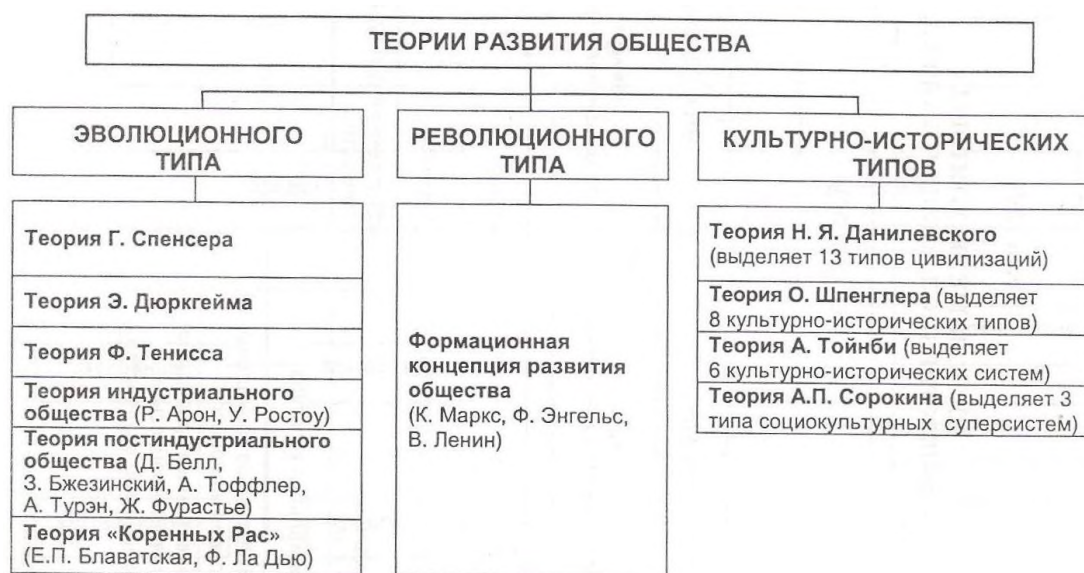 ТЕОРИИ РАЗВИТИЯ ОБЩЕСТВА
ЭВОЛЮЦИОННОГО
ТИПА
Теория Г. Спенсера
Теория Э. Дюркгейма
Теория Ф. Тенисса
Теория индустриального
общества (Р. Арон, У. Ростоу)
Теория постиндустриального
общества (Д. Белл,
З. Бжезинский, А. Тоффлер,
А. Турэн, Ж. Фурастье)
Теория «Коренных Рас»
(Е.П. Блаватская, Ф. Ла Дью)
РЕВОЛЮЦИОННОГО
ТИПА
Формационная
концепция развития
общества
(К. Маркс, Ф. Энгельс,
В. Ленин)
КУЛЬТУРНО-ИСТОРИЧЕСКИХ
ТИПОВ
Теория Н. Я. Данилевского
(выделяет 13 типов цивилизаций)
Теория О. Шпенглера (выделяет
8 культурно-исторических типов)
Теория А. Тойнби (выделяет
6 культурно-исторических систем)
Теория А.П. Сорокина (выделяет 3
типа социокультурных суперсистем)